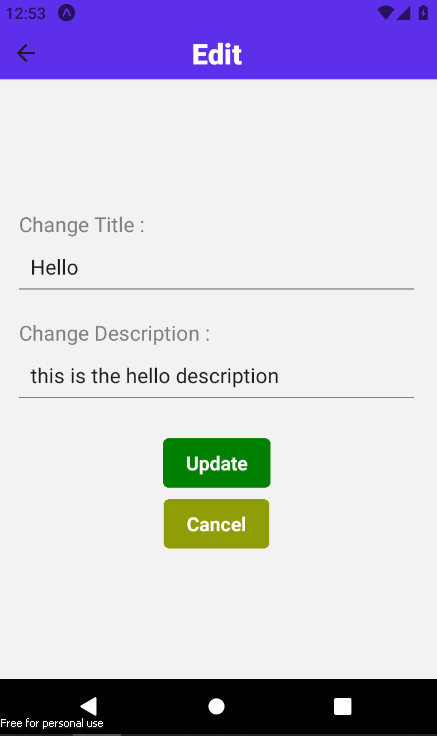 12:53
Edit
Change Title :
Hello
Change Description :
this is the hello description
Update
Cancel
Free for personal use